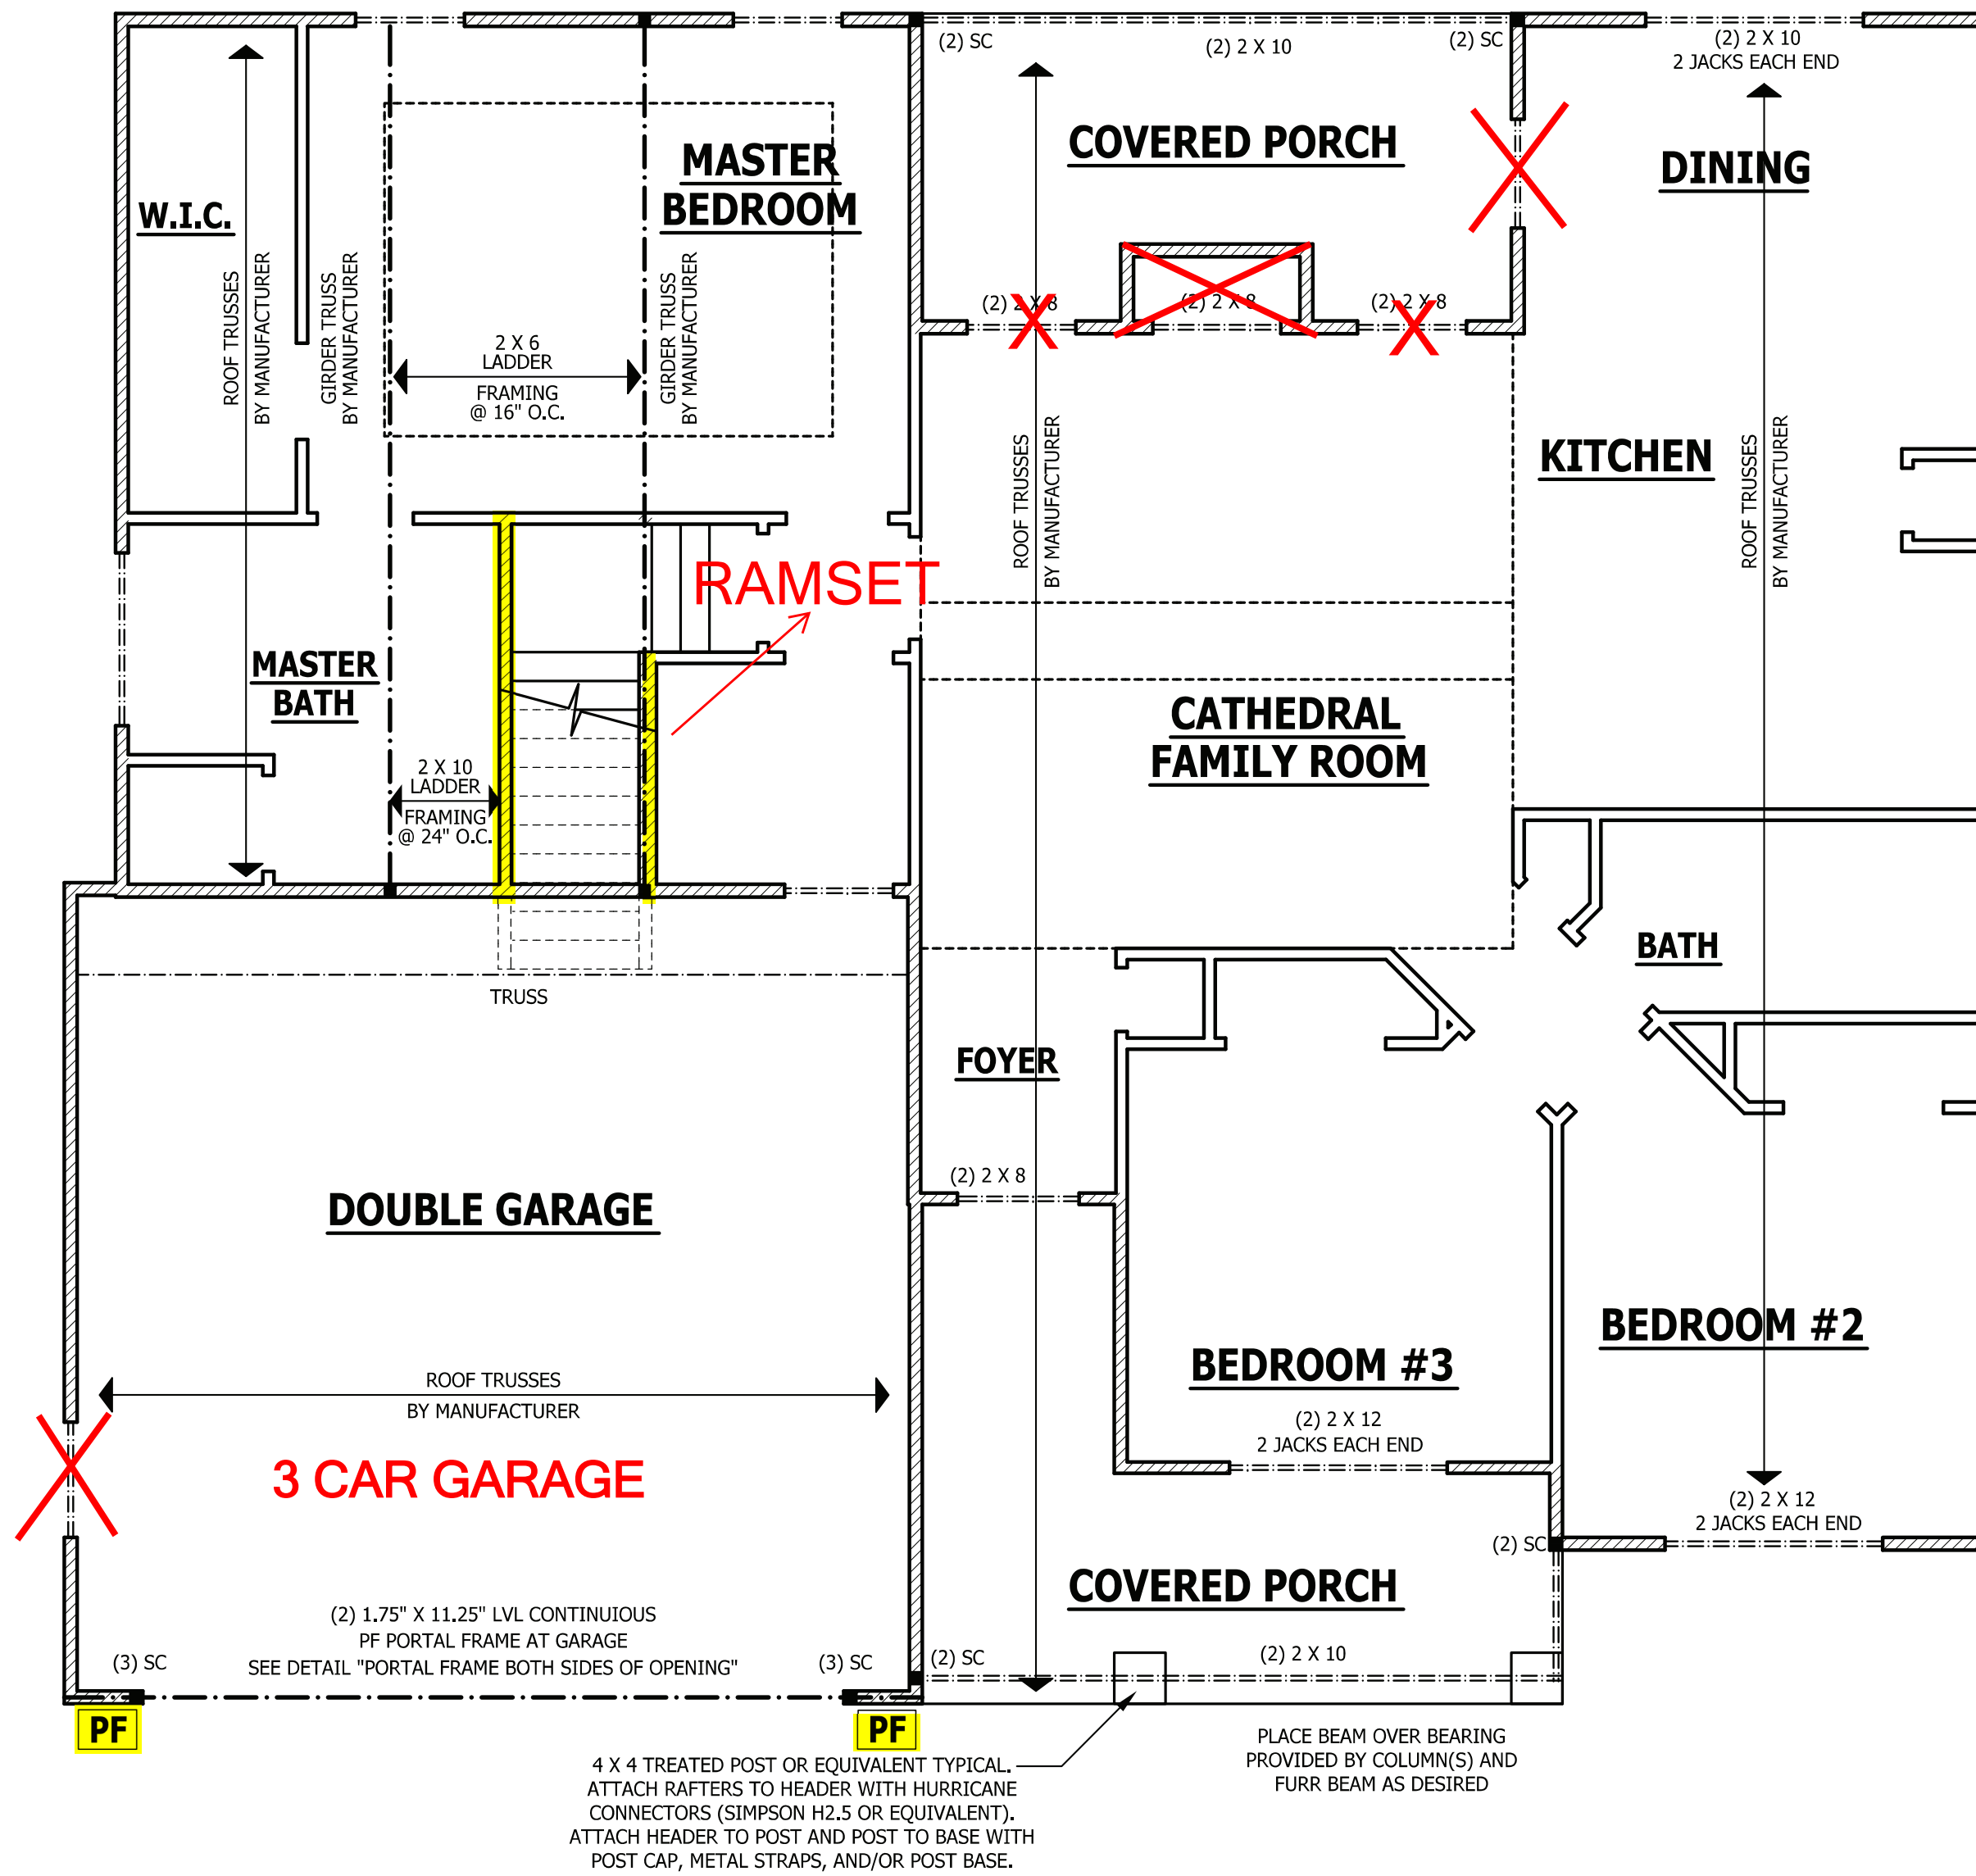 (2) SC
(2) 2 X 10
(2) SC
(2) 2 X 10
2 JACKS EACH END
COVERED PORCH
DINING
MASTER
BEDROOM
W.I.C.
ROOF TRUSSES
BY MANUFACTURER
GIRDER TRUSS
BY MANUFACTURER
GIRDER TRUSS
BY MANUFACTURER
(2) 2 X 8
(2) 2 X 8
(2) 2 X 8
X
X
2 X 6
LADDER
FRAMING
@ 16" O.C.
ROOF TRUSSES
BY MANUFACTURER
KITCHEN
ROOF TRUSSES
BY MANUFACTURER
RAMSET
MASTER
BATH
CATHEDRAL
FAMILY ROOM
2 X 10
LADDER
FRAMING
@ 24" O.C.
BATH
TRUSS
FOYER
(2) 2 X 8
DOUBLE GARAGE
BEDROOM #2
BEDROOM #3
ROOF TRUSSES
BY MANUFACTURER
(2) 2 X 12
2 JACKS EACH END
3 CAR GARAGE
(2) 2 X 12
2 JACKS EACH END
(2) SC
COVERED PORCH
(2) 1.75" X 11.25" LVL CONTINUIOUS
PF PORTAL FRAME AT GARAGE
SEE DETAIL "PORTAL FRAME BOTH SIDES OF OPENING"
(3) SC
(3) SC
(2) SC
(2) 2 X 10
PF
PF
4 X 4 TREATED POST OR EQUIVALENT TYPICAL.
ATTACH RAFTERS TO HEADER WITH HURRICANE
CONNECTORS (SIMPSON H2.5 OR EQUIVALENT).
ATTACH HEADER TO POST AND POST TO BASE WITH
POST CAP, METAL STRAPS, AND/OR POST BASE.
PLACE BEAM OVER BEARING
PROVIDED BY COLUMN(S) AND
FURR BEAM AS DESIRED